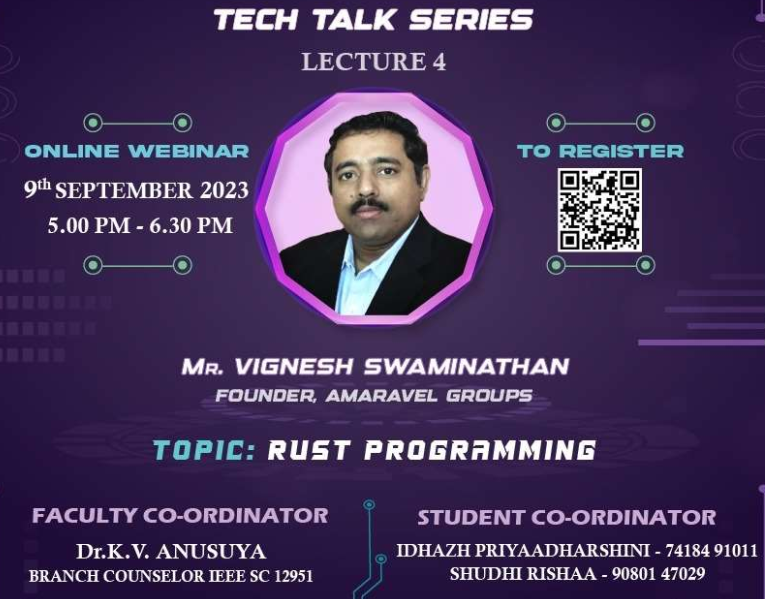 TECH TALK SERIES
LECTURE 4
ONLINE WEBINAR
9th SEPTEMBER 2023
5.00 PM - 6.30 PM
TO REGISTER
MR. VIGNESH SWAMINATHAN
FOUNDER, AMARAVEL GROUPS
TOPIC: RUST PROGRAMMING
FACULTY CO-ORDINATOR
Dr.K.V. ANUSUYA
BRANCH COUNSELOR IEEE SC 12951
STUDENT CO-ORDINATOR
IDHAZH PRIYAADHARSHINI - 74184 91011
SHUDHI RISHAA - 90801 47029